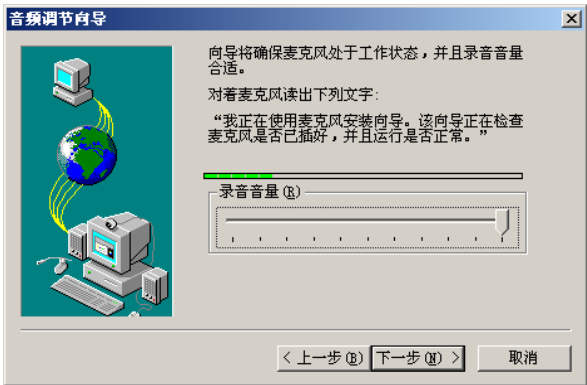 音频调节向导
向导将确保麦克风处于工作状态，并且录音音量
合适。
对着麦克风读出下列文字:
“我正在使用麦克风安装向导。该向导正在检查
麦克风是否已插好，并且运行是否正常。”
录音音量(R)
< 上一步(B) 下一步(N) > 取消